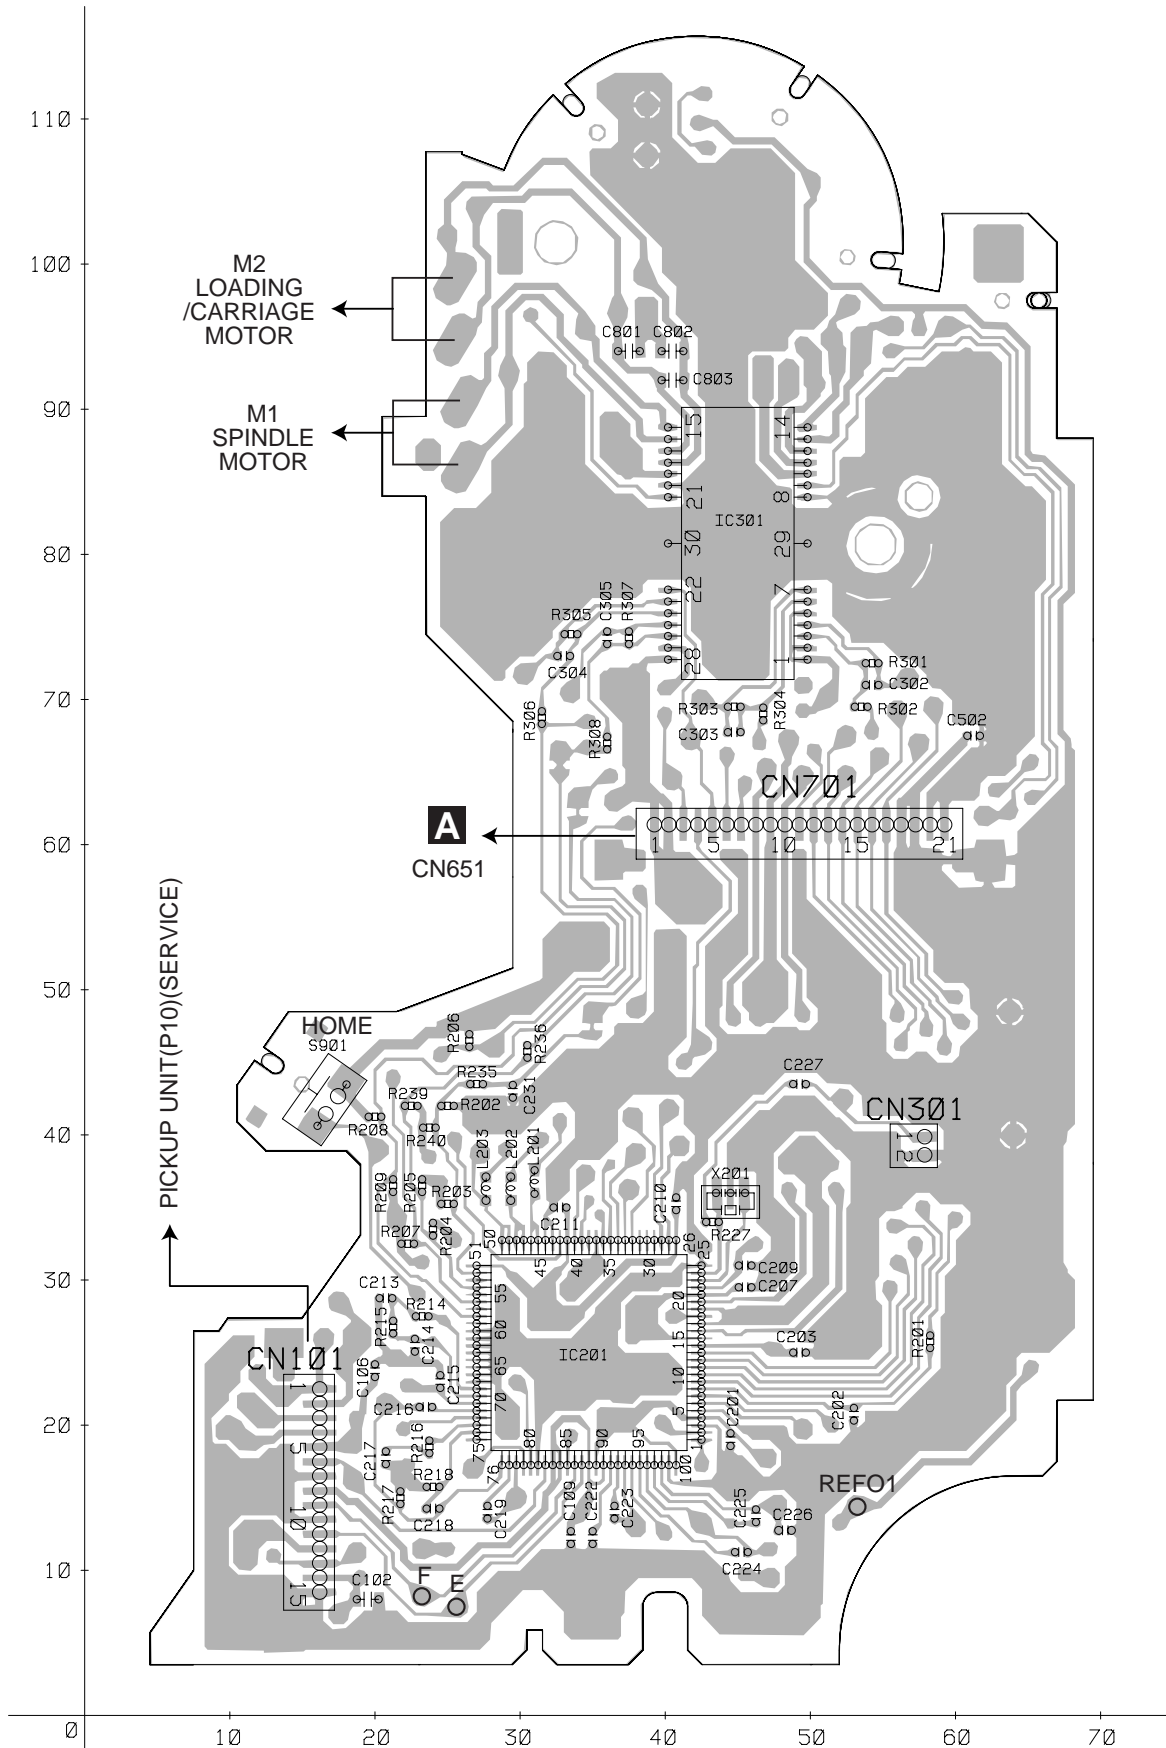 110
M2
LOADING
/CARRIAGE
MOTOR
100
C801 C802
C803
90
M1
SPINDLE
MOTOR
15 14
21 8
IC301
80
30 29
22 7
C305
R307
R305
C304
28 1
R301
C302
70
R306
R308
R303
C303
R304
R302
C502
CN701
A
CN651
60
1 5 10 15 21
PICKUP UNIT(P10)(SERVICE)
50
HOME
S901
R206
R236
R235
C231
C227
R239
R202
R208
R240
40
CN301
1
2
L203
L202
L201
X201
R209
R205
R203
C210
C211
R207
R204
R227
51 50 45 40 35 30 26 25
30
C213
C209
C207
55
20
R214
R215
C214
60
15
C203
R201
IC201
CN101
C106
65
10
C215
1
70
5
C216
C201
C202
20
R216
5
C217
75
80 85 90 95
1
76
100
R218
REFO1
R217
C218
C219
C109
C222
C223
C225
C226
10
C224
10
F
E
C102
15
0
10 20 30 40 50 60 70